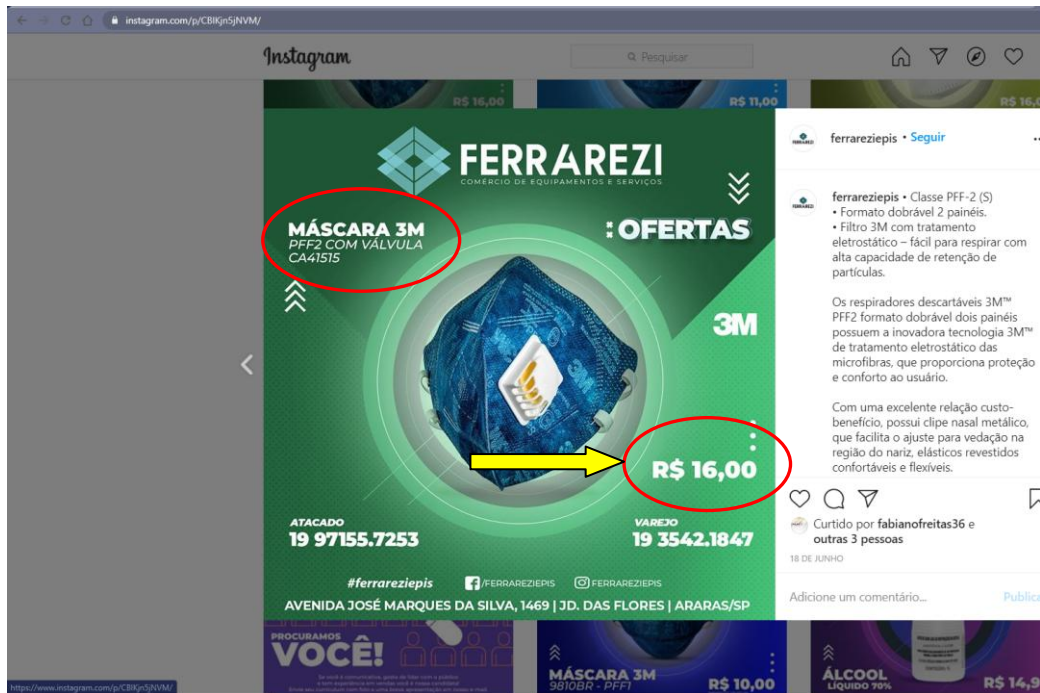 instagram.com/p/CBIKjn5jNVM/
Instagram
Pesquisar
R$ 16,00
R$ 11,00
FERRAREZI
COMÉRCIO DE EQUIPAMENTOS E SERVIÇOS
MÁSCARA 3M
PFF2 COM VÁLVULA
CA41515
:OFERTAS
3M
R$ 16,00
ATACADO
19 97155.7253
VAREJO
19 3542.1847
#ferrareziepis
/FERRAREZIEPIS
FERRAREZIEPIS
AVENIDA JOSÉ MARQUES DA SILVA, 1469 | JD. DAS FLORES | ARARAS/SP
ferrareziepis • Seguir
ferrareziepis • Classe PFF-2 (S)
• Formato dobrável 2 painéis.
• Filtro 3M com tratamento
eletrostático – fácil para respirar com
alta capacidade de retenção de
partículas.
Os respiradores descartáveis 3M™
PFF2 formato dobrável dois painéis
possuem a inovadora tecnologia 3M™
de tratamento eletrostático das
microfibras, que proporciona proteção
e conforto ao usuário.
Com uma excelente relação custo-
benefício, possui clipe nasal metálico,
que facilita o ajuste para vedação na
região do nariz, elásticos revestidos
confortáveis e flexíveis.
Curtido por fabianofreitas36 e
outras 3 pessoas
18 DE JUNHO
Adicione um comentário...
Publica
PROCURAMOS
VOCÊ!
MÁSCARA 3M
9810BR - PFF1
R$ 10,00
ÁLCOOL
LÍQUIDO 70%
R$ 14,9
https://www.instagram.com/p/CBIKjn5jNVM/